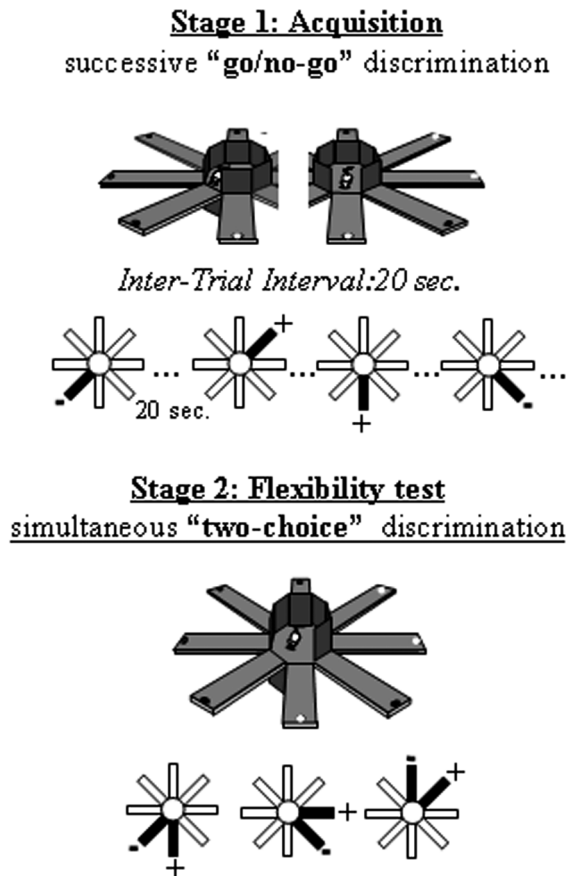 Stage 1: Acquisition
successive “go/no-go” discrimination
Inter-Trial Interval:20 sec.
+
... ... ... ...
- 20 sec. + -
Stage 2: Flexibility test
simultaneous “two-choice” discrimination
- +
+
- -
+